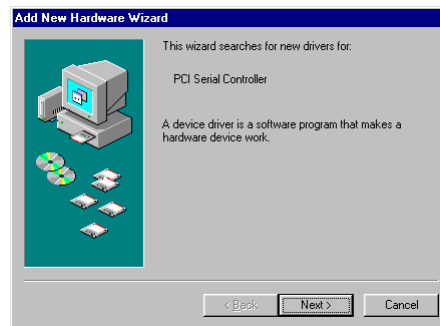 Add New Hardware Wizard
This wizard searches for new drivers for:
PCI Serial Controller
A device driver is a software program that makes a
hardware device work.
< Back
Next >
Cancel